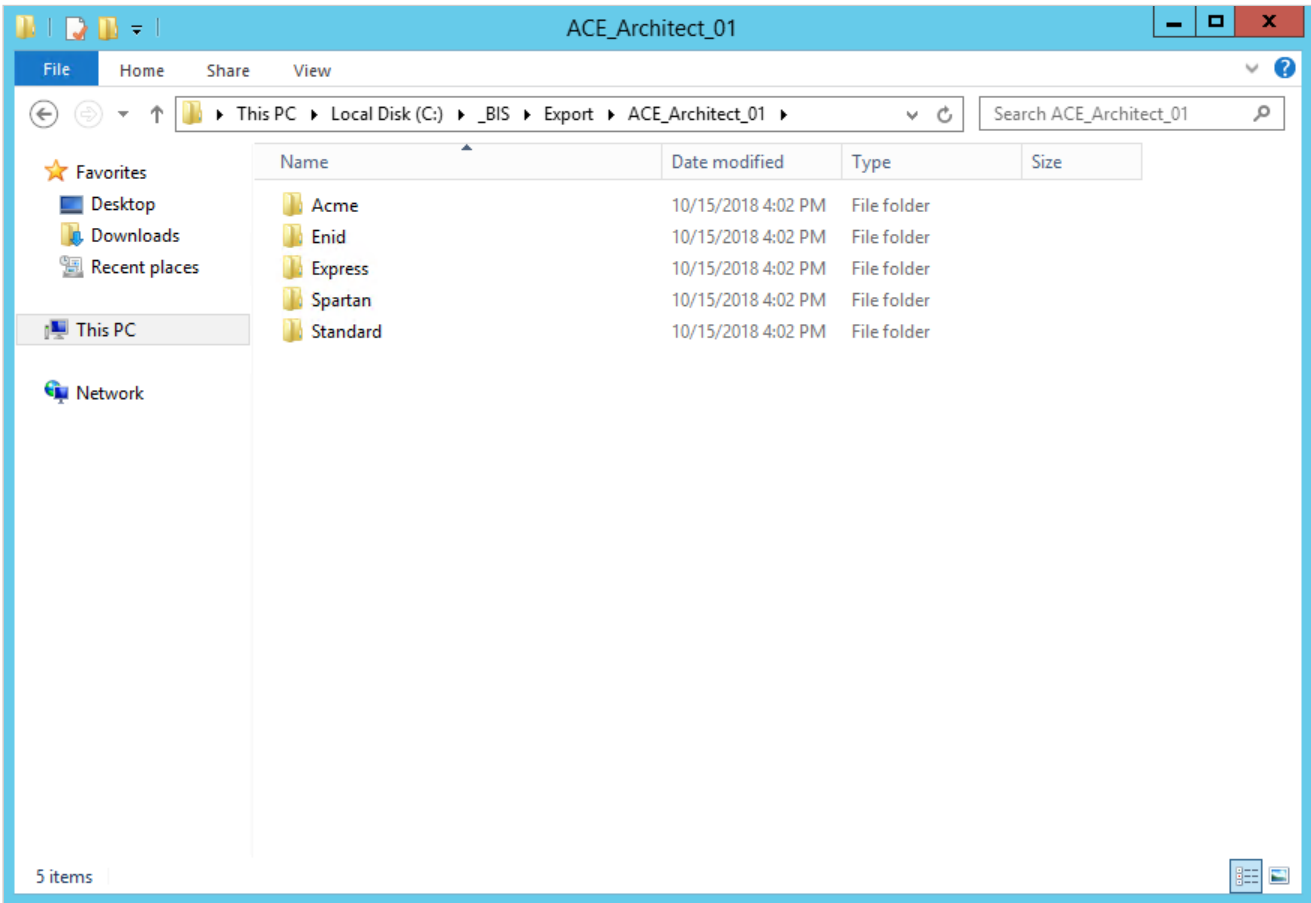 ACE_Architect_01
File Home Share View
This PC Local Disk (C:) _BIS Export ACE_Architect_01 Search ACE_Architect_01
Name Date modified Type Size
Favorites
Desktop
Downloads
Recent places
This PC
Network
Acme 10/15/2018 4:02 PM File folder
Enid 10/15/2018 4:02 PM File folder
Express 10/15/2018 4:02 PM File folder
Spartan 10/15/2018 4:02 PM File folder
Standard 10/15/2018 4:02 PM File folder
5 items